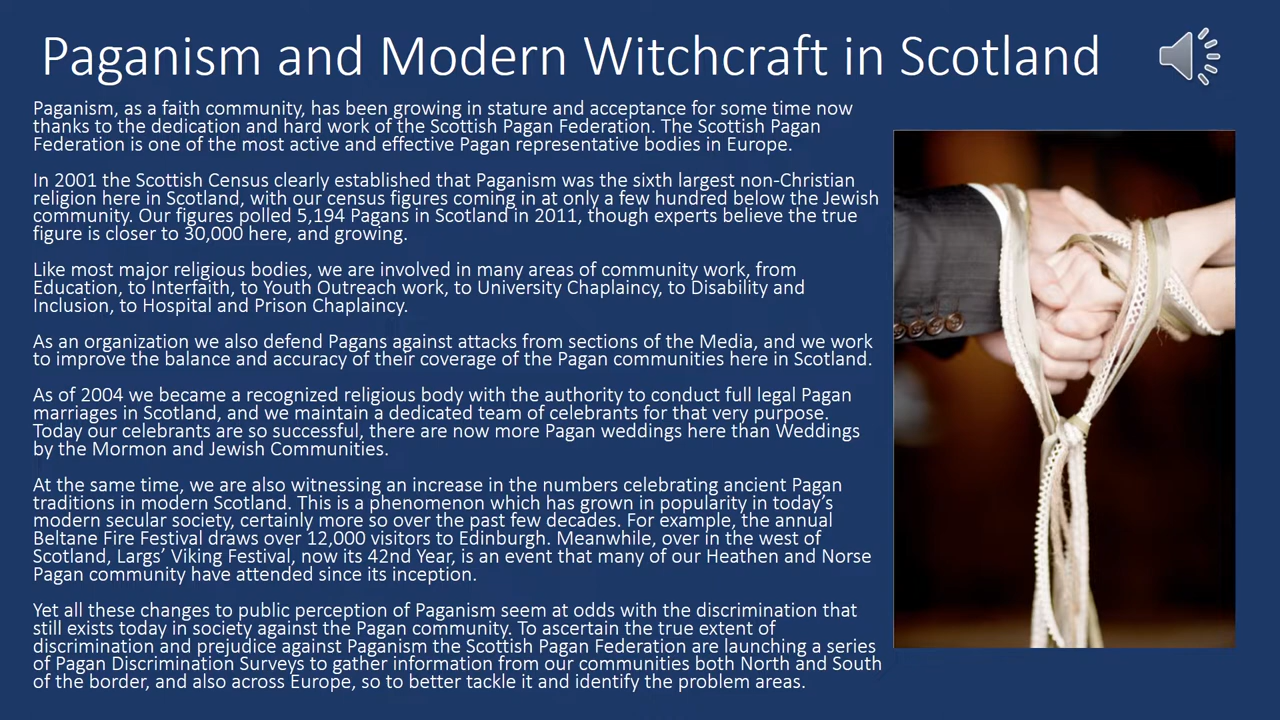 Paganism and Modern Witchcraft in Scotland
Paganism, as a faith community, has been growing in stature and acceptance for some time now
thanks to the dedication and hard work of the Scottish Pagan Federation. The Scottish Pagan
Federation is one of the most active and effective Pagan representative bodies in Europe.
In 2001 the Scottish Census clearly established that Paganism was the sixth largest non-Christian
religion here in Scotland, with our census figures coming in at only a few hundred below the Jewish
community. Our figures polled 5,194 Pagans in Scotland in 2011, though experts believe the true
figure is closer to 30,000 here, and growing.
Like most major religious bodies, we are involved in many areas of community work, from
Education, to Interfaith, to Youth Outreach work, to University Chaplaincy, to Disability and
Inclusion, to Hospital and Prison Chaplaincy.
As an organization we also defend Pagans against attacks from sections of the Media, and we work
to improve the balance and accuracy of their coverage of the Pagan communities here in Scotland.
As of 2004 we became a recognized religious body with the authority to conduct full legal Pagan
marriages in Scotland, and we maintain a dedicated team of celebrants for that very purpose.
Today our celebrants are so successful, there are now more Pagan weddings here than Weddings
by the Mormon and Jewish Communities.
At the same time, we are also witnessing an increase in the numbers celebrating ancient Pagan
traditions in modern Scotland. This is a phenomenon which has grown in popularity in today's
modern secular society, certainly more so over the past few decades. For example, the annual
Beltane Fire Festival draws over 12,000 visitors to Edinburgh. Meanwhile, over in the west of
Scotland, Largs' Viking Festival, now its 42nd Year, is an event that many of our Heathen and Norse
Pagan community have attended since its inception.
Yet all these changes to public perception of Paganism seem at odds with the discrimination that
still exists today in society against the Pagan community. To ascertain the true extent of
discrimination and prejudice against Paganism the Scottish Pagan Federation are launching a series
of Pagan Discrimination Surveys to gather information from our communities both North and South
of the border, and also across Europe, so to better tackle it and identify the problem areas.